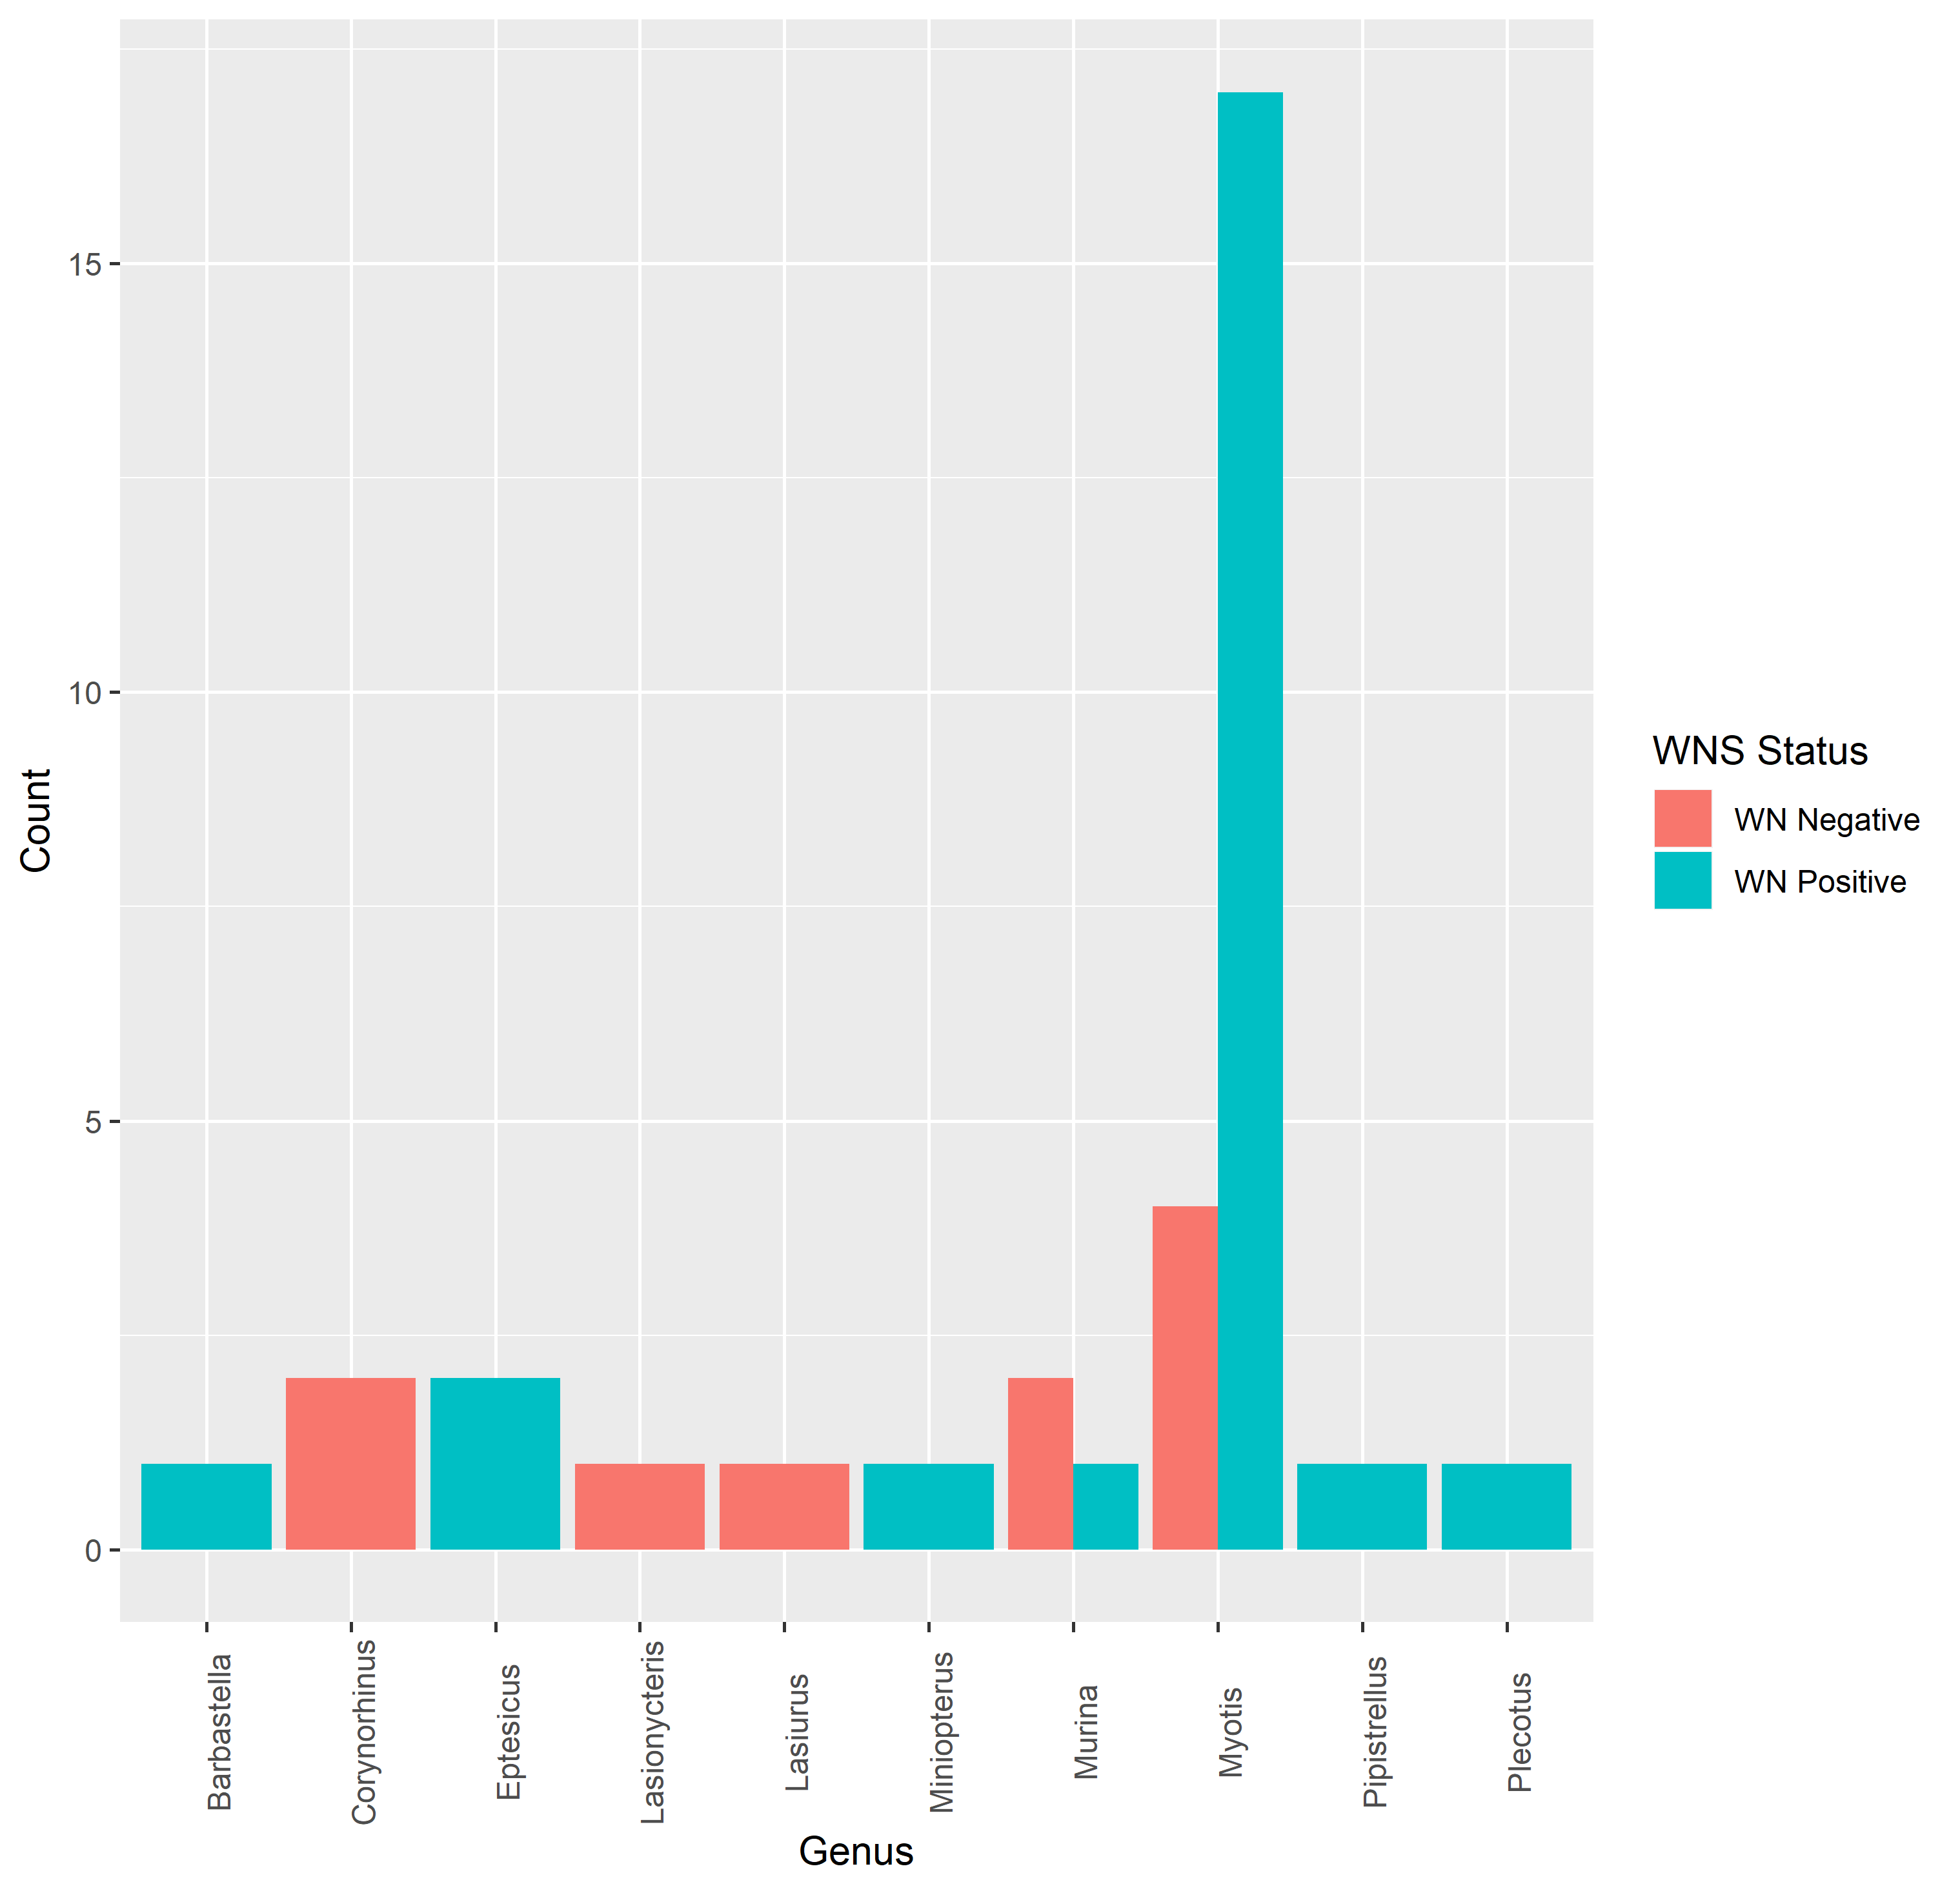 15
10
5
0
Count
Barbastella
Corynorhinus
Eptesicus
Lasionycteris
Lasiurus
Miniopterus
Murina
Myotis
Pipistrellus
Plecotus
Genus
WNS Status
WN Negative
WN Positive